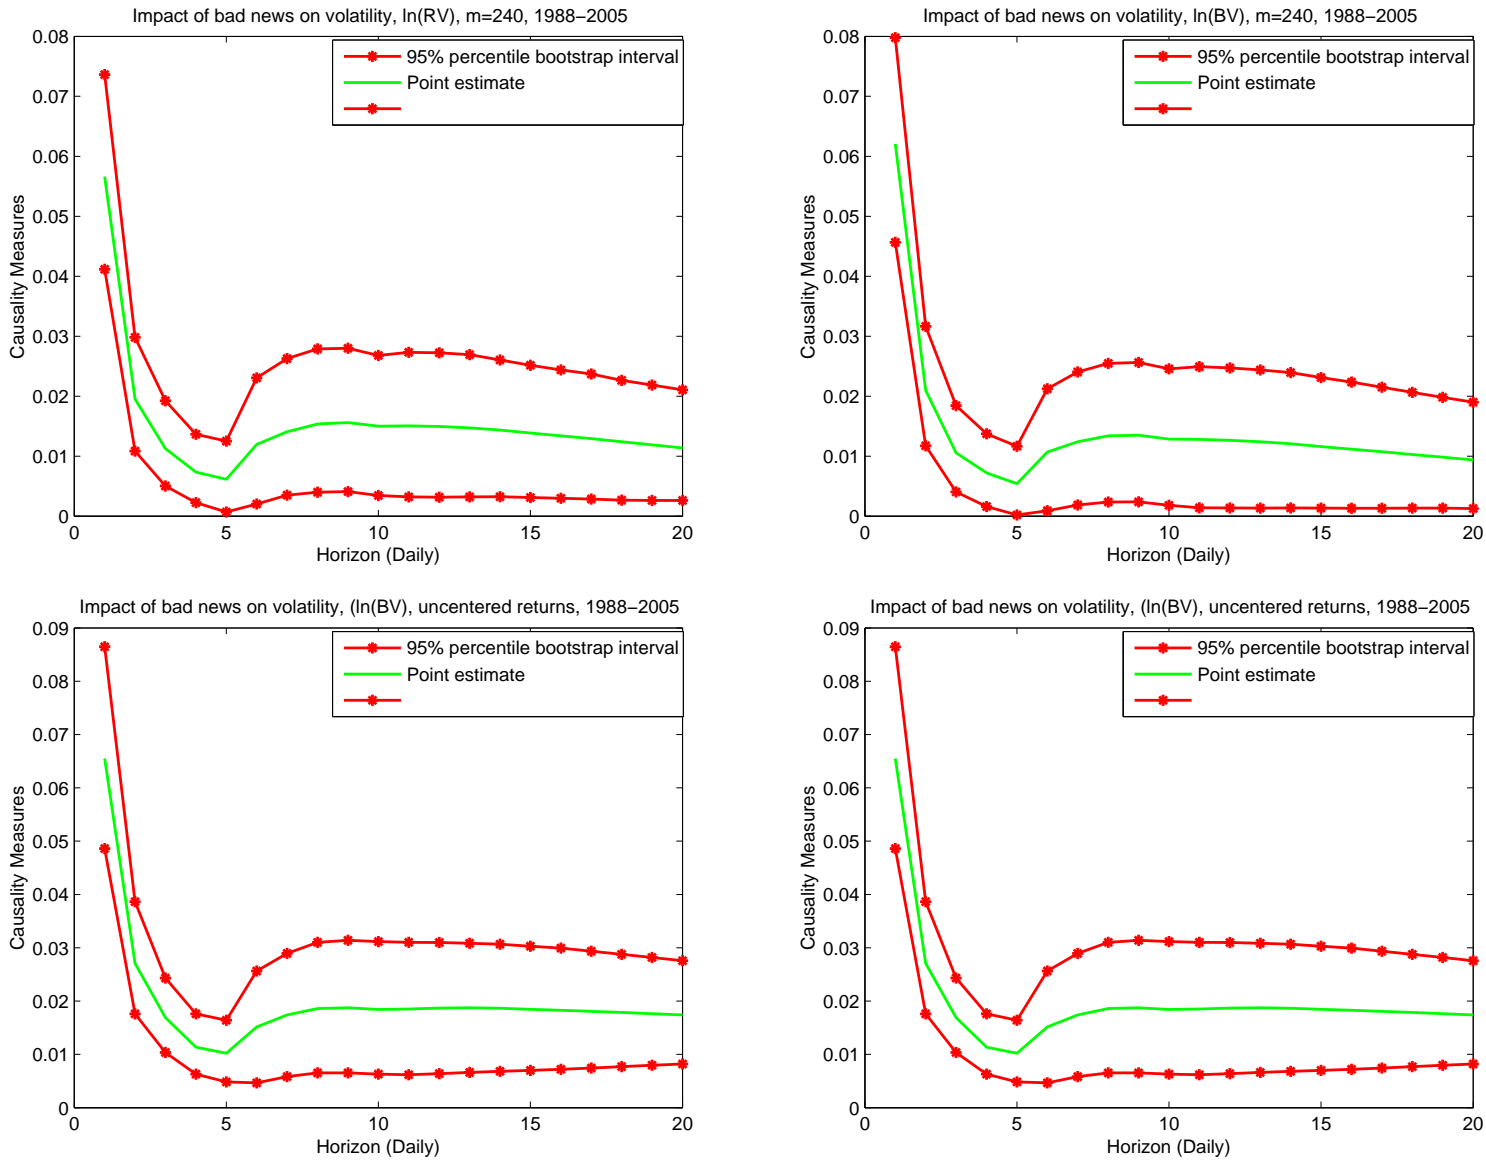 Impact of bad news on volatility, ln(RV), m=240, 1988−2005
0.08
0.07
0.06
0.05
0.04
0.03
0.02
0.01
0
Causality Measures
95% percentile bootstrap interval
Point estimate
0 5 10 15 20
Horizon (Daily)
Impact of bad news on volatility, ln(BV), m=240, 1988−2005
0.08
0.07
0.06
0.05
0.04
0.03
0.02
0.01
0
Causality Measures
95% percentile bootstrap interval
Point estimate
0 5 10 15 20
Horizon (Daily)
Impact of bad news on volatility, (ln(BV), uncentered returns, 1988−2005
0.09
0.08
0.07
0.06
0.05
0.04
0.03
0.02
0.01
0
Causality Measures
95% percentile bootstrap interval
Point estimate
0 5 10 15 20
Horizon (Daily)
Impact of bad news on volatility, (ln(BV), uncentered returns, 1988−2005
0.09
0.08
0.07
0.06
0.05
0.04
0.03
0.02
0.01
0
Causality Measures
95% percentile bootstrap interval
Point estimate
0 5 10 15 20
Horizon (Daily)